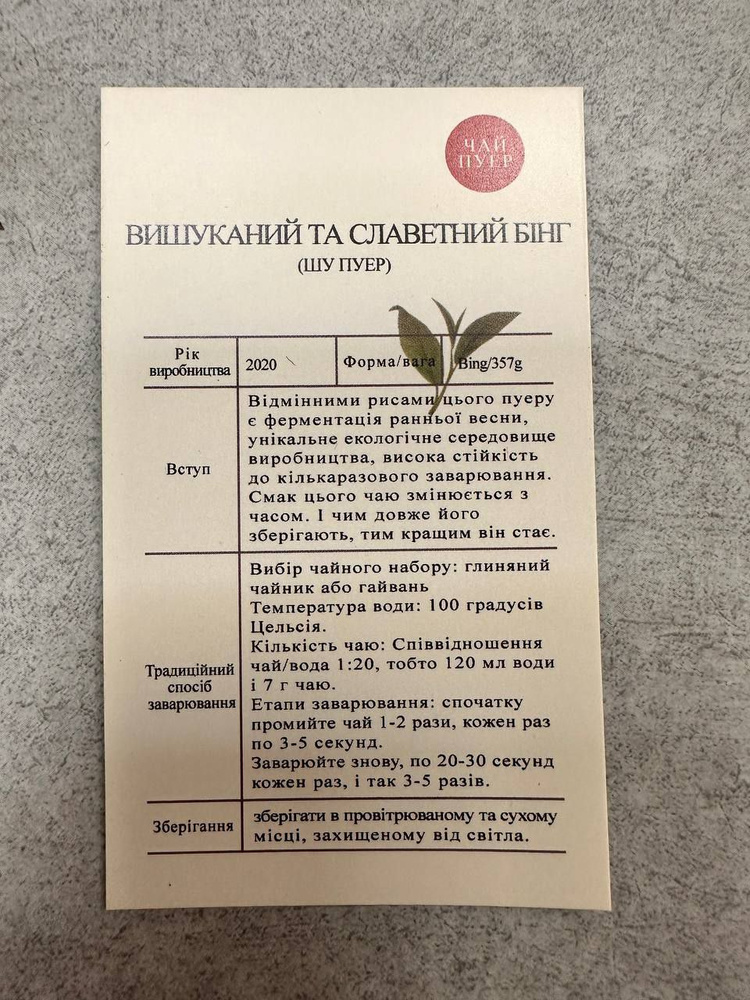 ЧАЙ
ПУЕР
ВИШУКАНИЙ ТА СЛАВЕТНИЙ БІНГ
(ШУ ПУЕР)
Рік
виробництва
2020
Форма/вага
Bing/357g
Вступ
Відмінними рисами цього пуеру
є ферментація ранньої весни,
унікальне екологічне середовище
виробництва, висока стійкість
до кількаразового заварювання.
Смак цього чаю змінюється з
часом. І чим довже його
зберігають, тим кращим він стає.
Традиційний
спосіб
заварювання
Вибір чайного набору: глиняний
чайник або гайвань
Температура води: 100 градусів
Цельсія.
Кількість чаю: Співвідношення
чай/вода 1:20, тобто 120 мл води
і 7 г чаю.
Етапи заварювання: спочатку
промийте чай 1-2 рази, кожен раз
по 3-5 секунд.
Заварюйте знову, по 20-30 секунд
кожен раз, і так 3-5 разів.
Зберігання
зберігати в провітрюваному та сухому
місці, захищеному від світла.